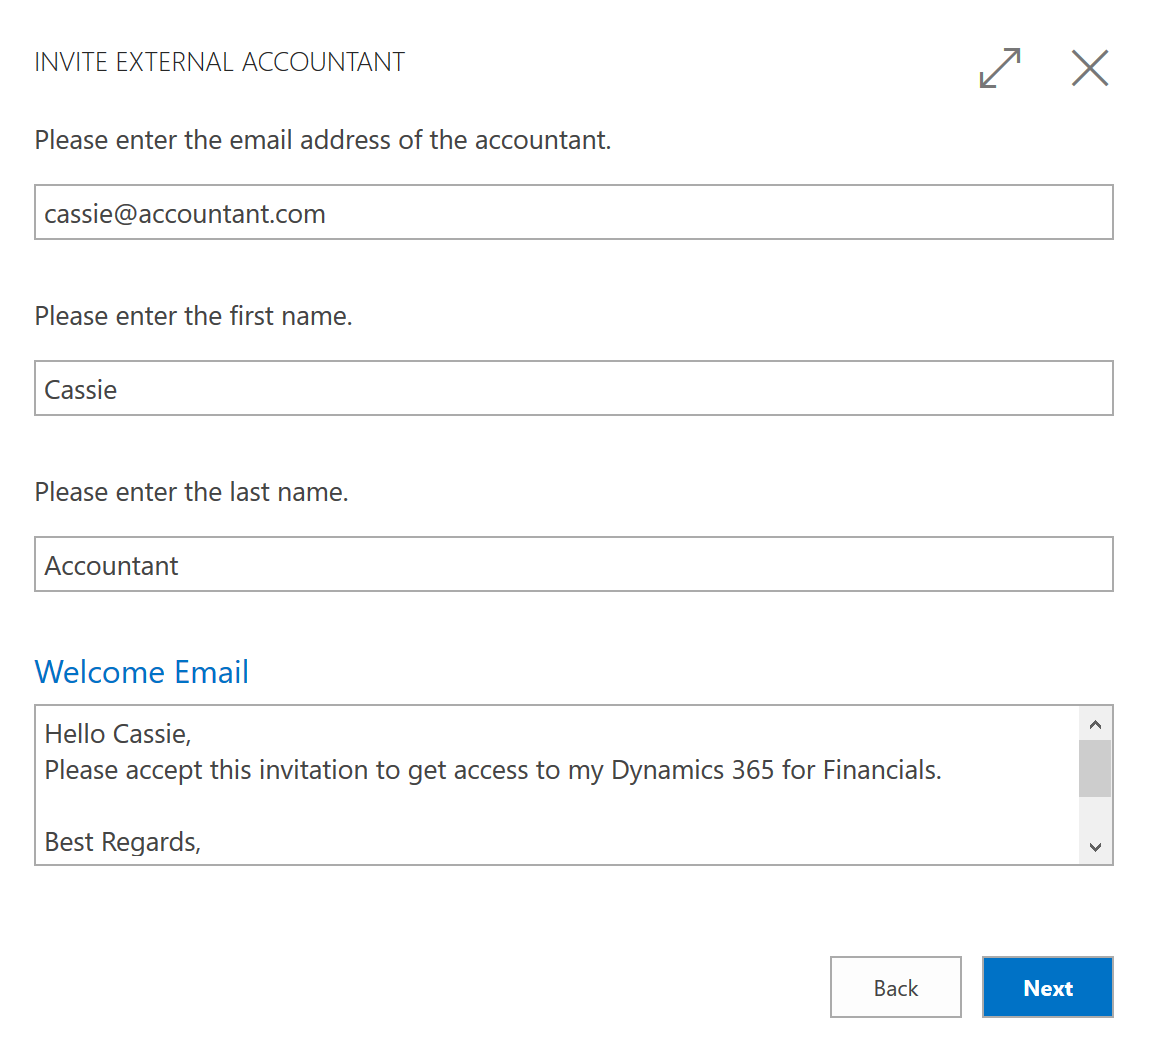 INVITE EXTERNAL ACCOUNTANT
Please enter the email address of the accountant.
cassie@accountant.com
Please enter the first name.
Cassie
Please enter the last name.
Accountant
Welcome Email
Hello Cassie,
Please accept this invitation to get access to my Dynamics 365 for Financials.
Best Regards,
Back
Next